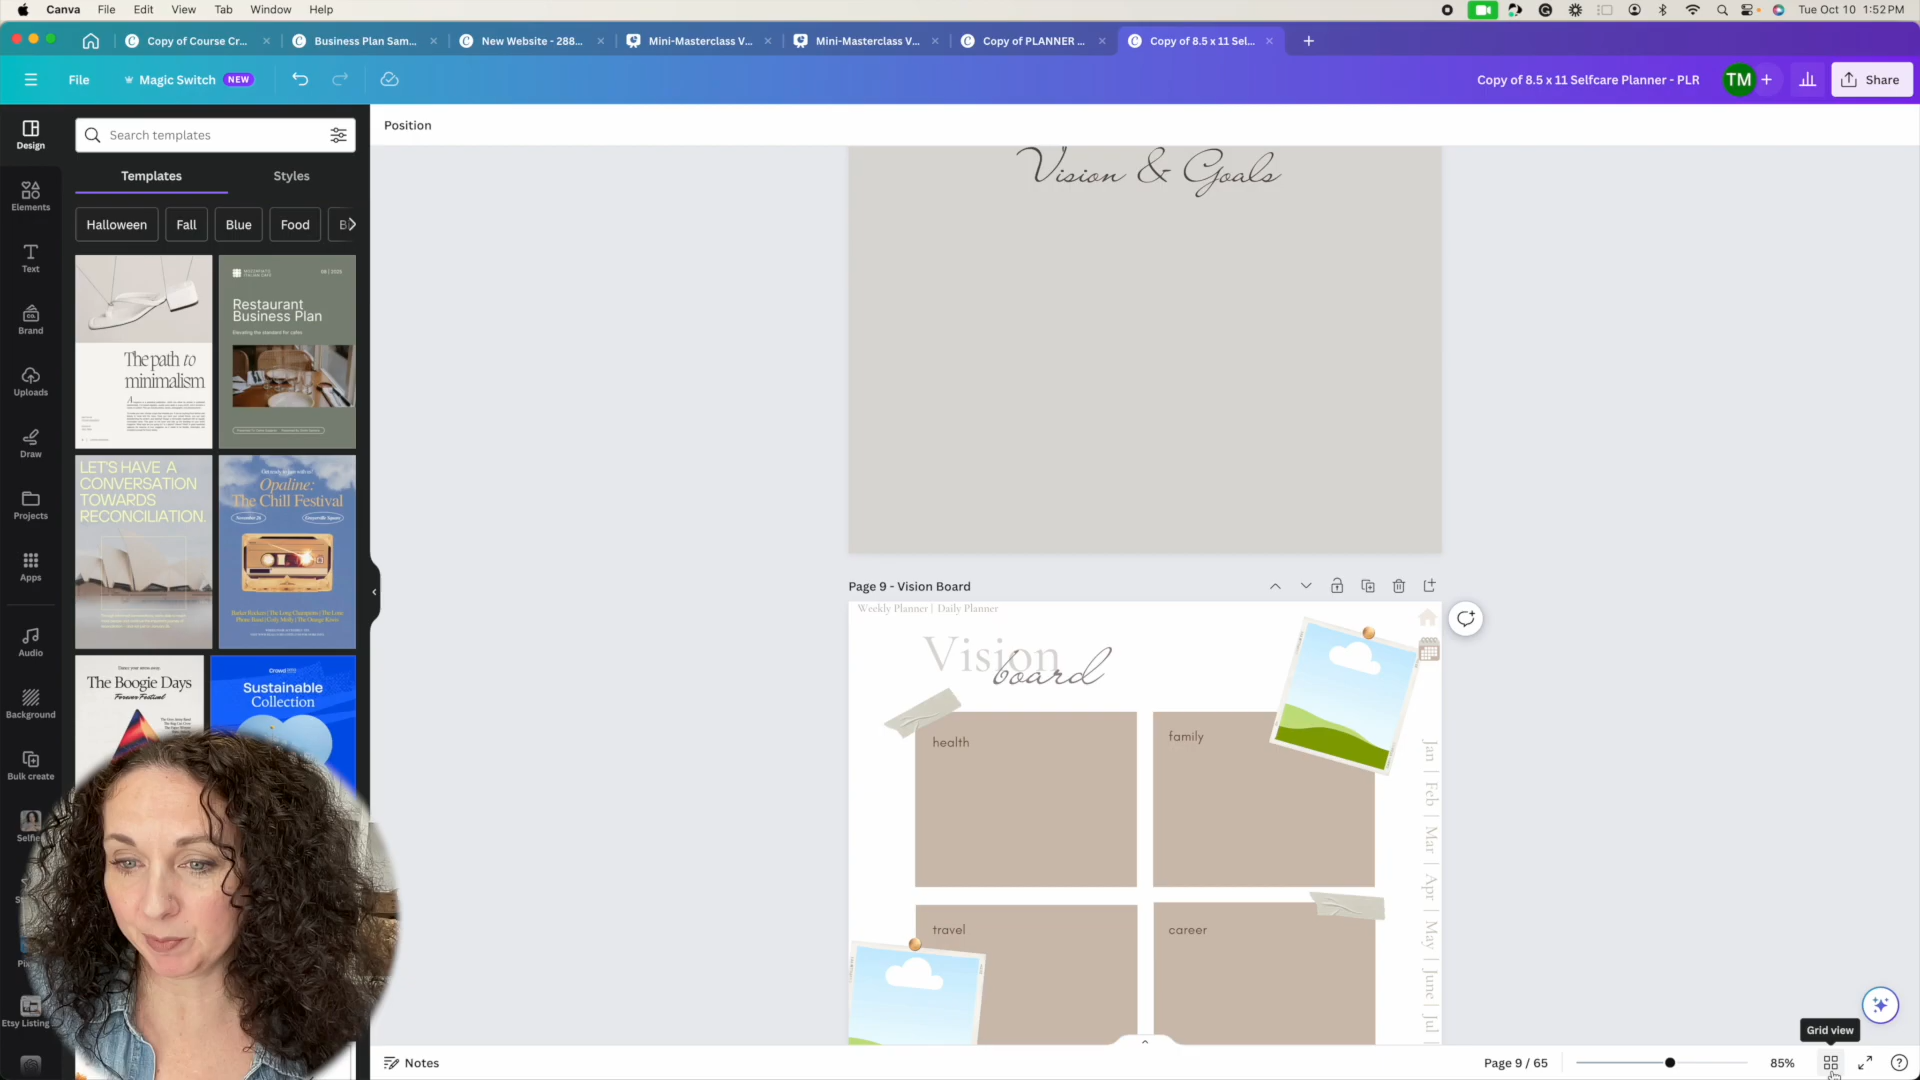 Canva File Edit View Tab Window Help Tue Oct 10 1:52 PM
Copy of Course Cr... Business Plan Sam... New Website - 288... Mini-Masterclass V... Mini-Masterclass V... Copy of PLANNER ... Copy of 8.5 x 11 Sel...
File Magic Switch NEW Copy of 8.5 x 11 Selfcare Planner - PLR TM + Share
Design
Elements
Text
Brand
Uploads
Draw
Projects
Apps
Audio
Background
Bulk create
Selfie
Etsy Listing
Search templates
Templates Styles
Halloween Fall Blue Food
The path to
minimalism
Restaurant
Business Plan
LET'S HAVE A
CONVERSATION
TOWARDS
RECONCILIATION.
Opaline:
The Chill Festival
The Boogie Days
Forever Festival
Crowd
Sustainable
Collection
Position
Vision & Goals
Page 9 - Vision Board
Weekly Planner | Daily Planner
Vision
board
health
family
travel
career
Jan | Feb | Mar | Apr | May | June | Jul
Grid view
Notes
Page 9 / 65
85%